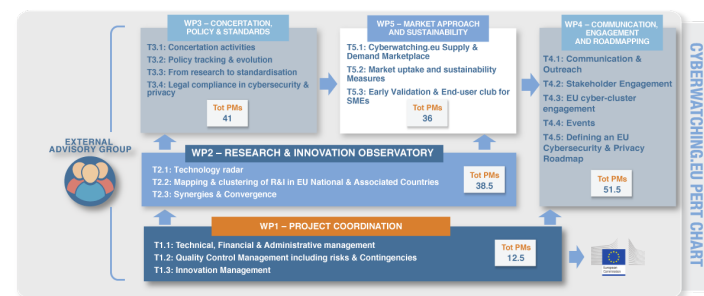 WP3 – CONCERTATION,
POLICY & STANDARDS
T3.1: Concertation activities
T3.2: Policy tracking & evolution
T3.3: From research to standardisation
T3.4: Legal compliance in cybersecurity &
privacy
Tot PMs
41
WP5 – MARKET APPROACH
AND SUSTAINABILITY
T5.1: Cyberwatching.eu Supply &
Demand Marketplace
T5.2: Market uptake and sustainability
Measures
T5.3: Early Validation & End-user club for
SMEs
Tot PMs
36
WP4 – COMMUNICATION,
ENGAGEMENT
AND ROADMAPPING
T4.1: Communication &
Outreach
T4.2: Stakeholder Engagement
T4.3: EU cyber-cluster
engagement
T4.4: Events
T4.5: Defining an EU
Cybersecurity & Privacy
Roadmap
Tot PMs
51.5
EXTERNAL
ADVISORY GROUP
WP2 – RESEARCH & INNOVATION OBSERVATORY
T2.1: Technology radar
T2.2: Mapping & clustering of R&I in EU National & Associated Countries
T2.3: Synergies & Convergence
Tot PMs
38.5
WP1 – PROJECT COORDINATION
T1.1: Technical, Financial & Administrative management
T1.2: Quality Control Management including risks & Contingencies
T1.3: Innovation Management
Tot PMs
12.5
European
Commission
CYBERWATCHING.EU PERT CHART